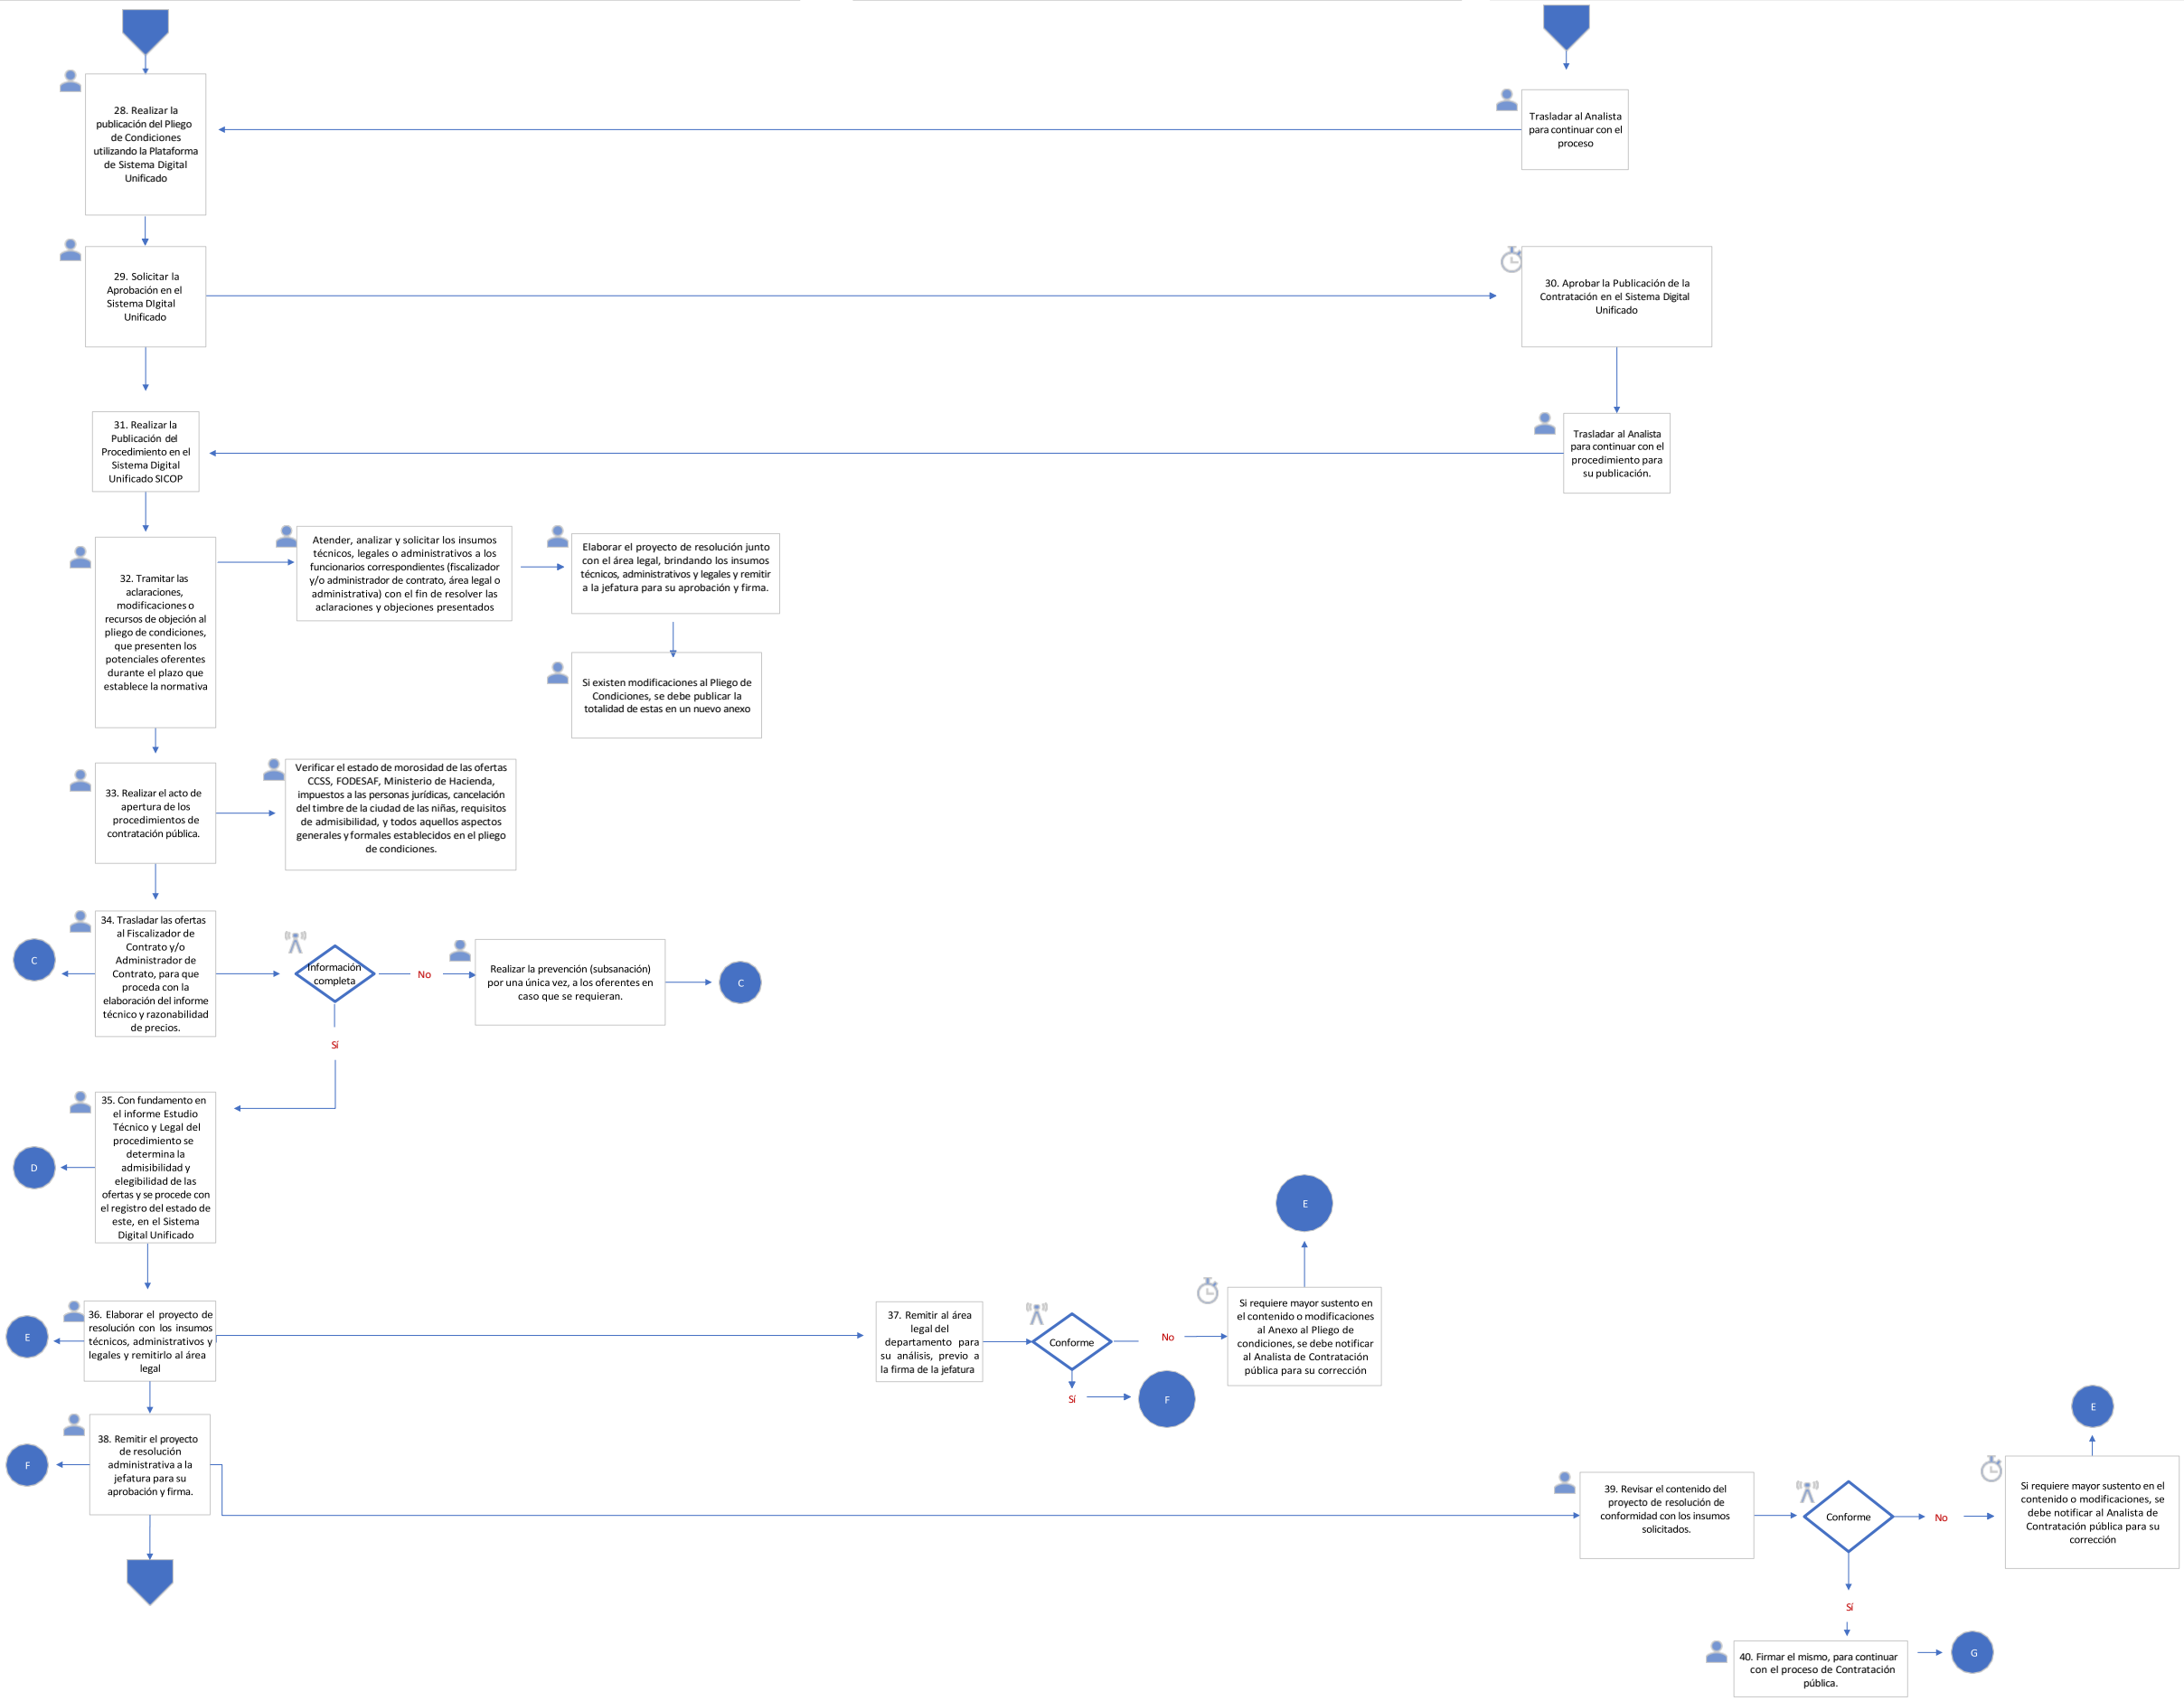 28. Realizar la
publicación del Pliego
de Condiciones
utilizando la Plataforma
de Sistema Digital
Unificado
Trasladar al Analista
para continuar con el
proceso
29. Solicitar la
Aprobación en el
Sistema DIgital
Unificado
30. Aprobar la Publicación de la
Contratación en el Sistema Digital
Unificado
31. Realizar la
Publicación del
Procedimiento en el
Sistema Digital
Unificado SICOP
Trasladar al Analista
para continuar con el
procedimiento para
su publicación.
32. Tramitar las
aclaraciones,
modificaciones o
recursos de objeción al
pliego de condiciones,
que presenten los
potenciales oferentes
durante el plazo que
establece la normativa
Atender, analizar y solicitar los insumos
técnicos, legales o administrativos a los
funcionarios correspondientes (fiscalizador
y/o administrador de contrato, área legal o
administrativa) con el fin de resolver las
aclaraciones y objeciones presentados
Elaborar el proyecto de resolución junto
con el área legal, brindando los insumos
técnicos, administrativos y legales y remitir
a la jefatura para su aprobación y firma.
Si existen modificaciones al Pliego de
Condiciones, se debe publicar la
totalidad de estas en un nuevo anexo
33. Realizar el acto de
apertura de los
procedimientos de
contratación pública.
Verificar el estado de morosidad de las ofertas
CCSS, FODESAF, Ministerio de Hacienda,
impuestos a las personas jurídicas, cancelación
del timbre de la ciudad de las niñas, requisitos
de admisibilidad, y todos aquellos aspectos
generales y formales establecidos en el pliego
de condiciones.
34. Trasladar las ofertas
al Fiscalizador de
Contrato y/o
Administrador de
Contrato, para que
proceda con la
elaboración del informe
técnico y razonabilidad
de precios.
C
Información
completa
No
Realizar la prevención (subsanación)
por una única vez, a los oferentes en
caso que se requieran.
C
Sí
35. Con fundamento en
el informe Estudio
Técnico y Legal del
procedimiento se
determina la
admisibilidad y
elegibilidad de las
ofertas y se procede con
el registro del estado de
este, en el Sistema
Digital Unificado
D
E
36. Elaborar el proyecto de
resolución con los insumos
técnicos, administrativos y
legales y remitirlo al área
legal
E
37. Remitir al área
legal del
departamento para
su análisis, previo a
la firma de la jefatura
Conforme
No
Si requiere mayor sustento en
el contenido o modificaciones
al Anexo al Pliego de
condiciones, se debe notificar
al Analista de Contratación
pública para su corrección
Sí
F
38. Remitir el proyecto
de resolución
administrativa a la
jefatura para su
aprobación y firma.
F
E
39. Revisar el contenido del
proyecto de resolución de
conformidad con los insumos
solicitados.
Conforme
No
Si requiere mayor sustento en el
contenido o modificaciones, se
debe notificar al Analista de
Contratación pública para su
corrección
Sí
40. Firmar el mismo, para continuar
con el proceso de Contratación
pública.
G